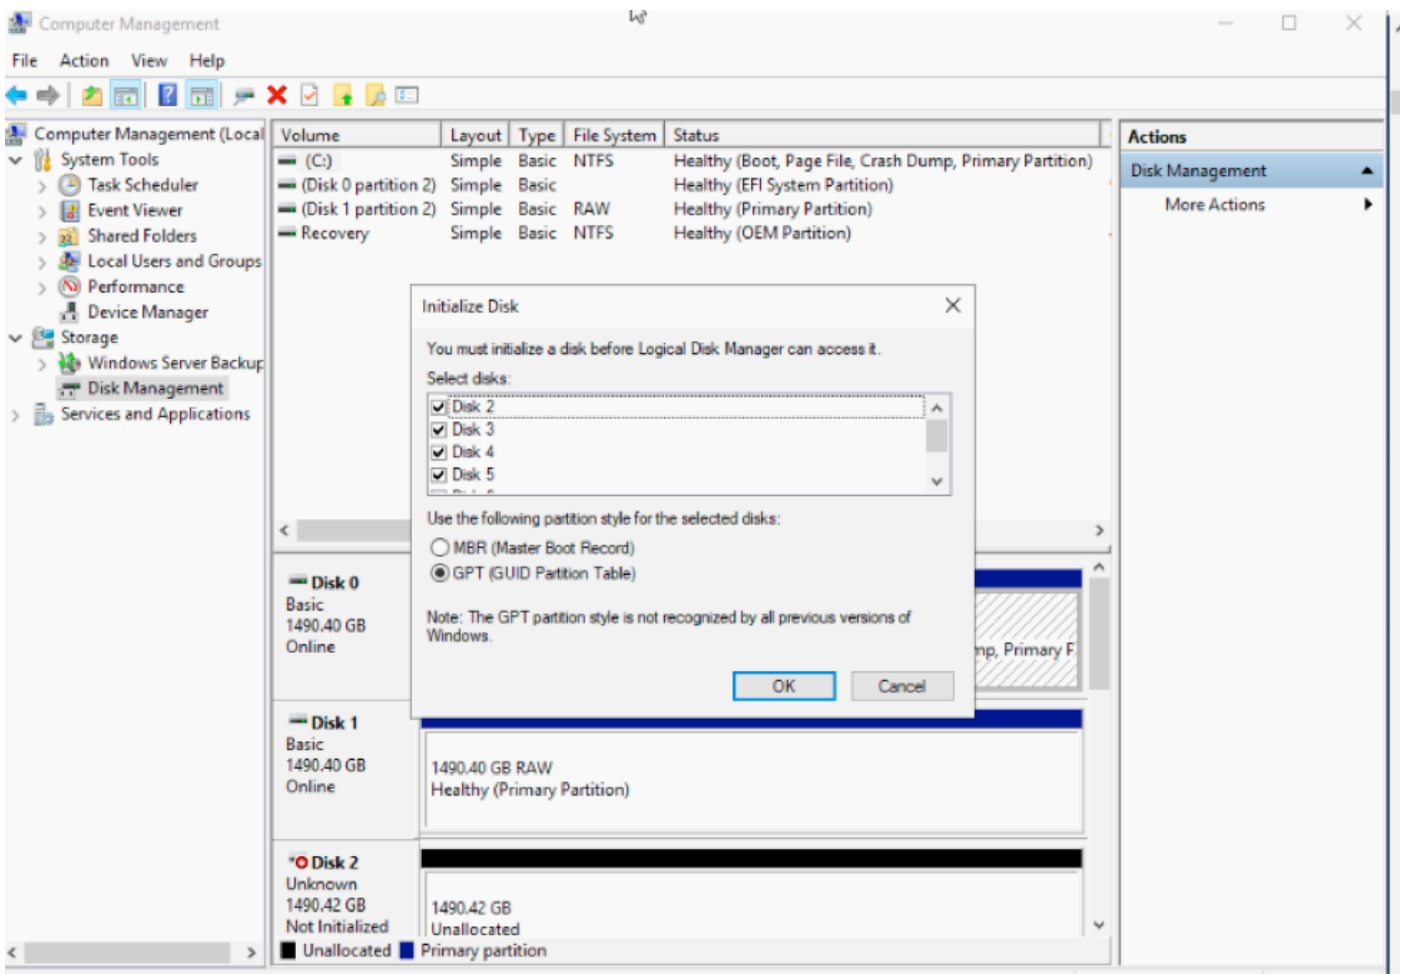 Computer Management
File Action View Help
Computer Management (Local
System Tools
Task Scheduler
Event Viewer
Shared Folders
Local Users and Groups
Performance
Device Manager
Storage
Windows Server Backup
Disk Management
Services and Applications
Volume Layout Type File System Status
(C:) Simple Basic NTFS Healthy (Boot, Page File, Crash Dump, Primary Partition)
(Disk 0 partition 2) Simple Basic Healthy (EFI System Partition)
(Disk 1 partition 2) Simple Basic RAW Healthy (Primary Partition)
Recovery Simple Basic NTFS Healthy (OEM Partition)
Initialize Disk
You must initialize a disk before Logical Disk Manager can access it.
Select disks:
Disk 2
Disk 3
Disk 4
Disk 5
Use the following partition style for the selected disks:
MBR (Master Boot Record)
GPT (GUID Partition Table)
Note: The GPT partition style is not recognized by all previous versions of
Windows.
OK Cancel
Disk 0
Basic
1490.40 GB
Online
mp, Primary P
Disk 1
Basic
1490.40 GB
Online
1490.40 GB RAW
Healthy (Primary Partition)
Disk 2
Unknown
1490.42 GB
Not Initialized
1490.42 GB
Unallocated
Unallocated Primary partition
Actions
Disk Management
More Actions